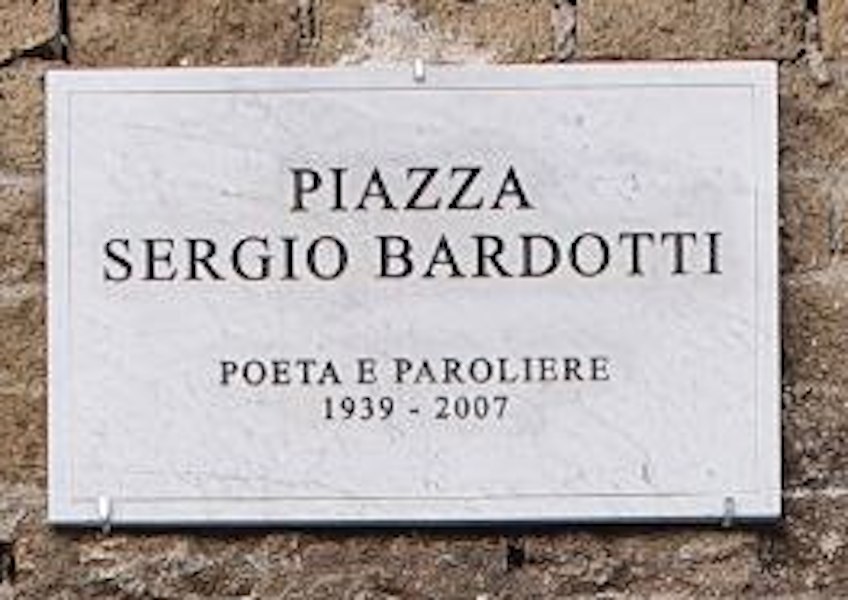 PIAZZA
SERGIO BARDOTTI
POETA E PAROLIERE
1939 - 2007